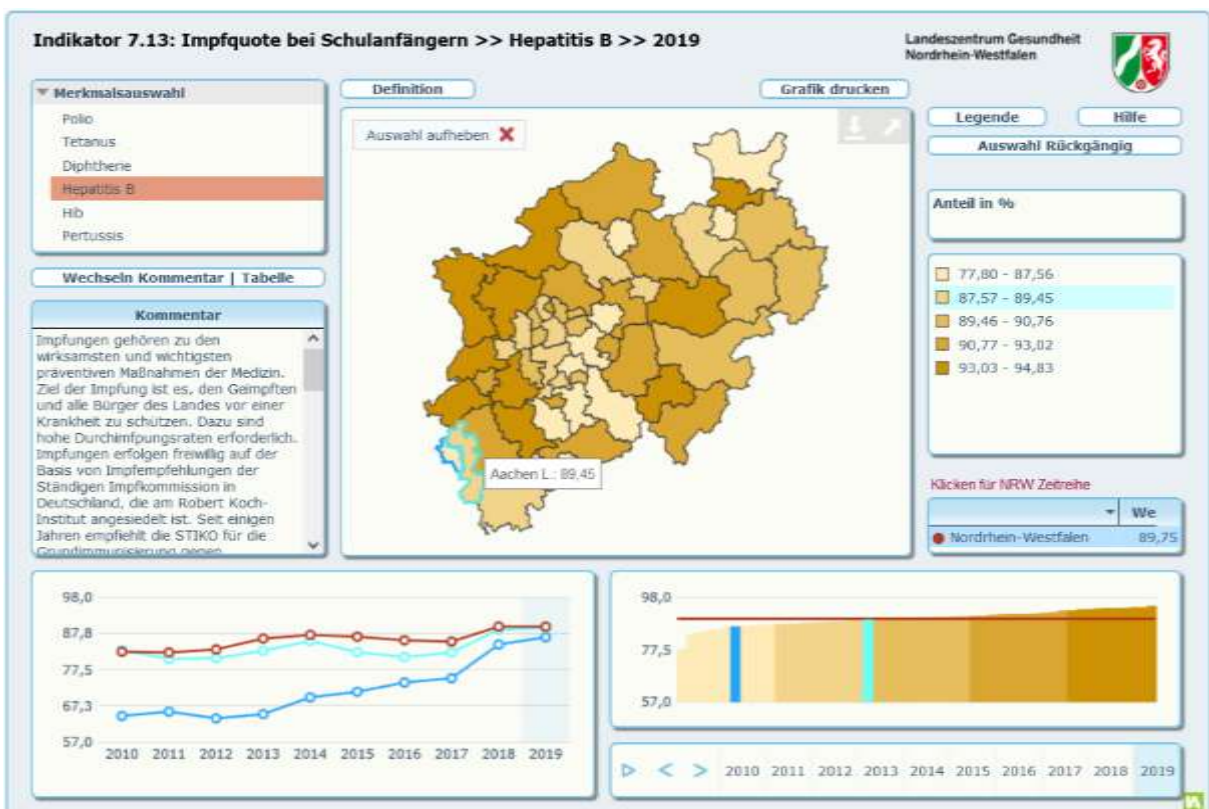 Indikator 7.13: Impfquote bei Schulanfängern >> Hepatitis B >> 2019
Landeszentrum Gesundheit
Nordrhein-Westfalen
Merkmalsauswahl
Polio
Tetanus
Diphtherie
Hepatitis B
Hib
Pertussis
Definition
Grafik drucken
Auswahl aufheben
Legende
Hilfe
Auswahl Rückgängig
Anteil in %
77,80 - 87,56
87,57 - 89,45
89,46 - 90,76
90,77 - 93,02
93,03 - 94,83
Wechseln Kommentar | Tabelle
Kommentar
Impfungen gehören zu den
wirksamsten und wichtigsten
präventiven Maßnahmen der Medizin.
Ziel der Impfung ist es, den Geimpften
und alle Bürger des Landes vor einer
Krankheit zu schützen. Dazu sind
hohe Durchimfpungsraten erforderlich.
Impfungen erfolgen freiwillig auf der
Basis von Impfempfehlungen der
Ständigen Impfkommission in
Deutschland, die am Robert Koch-
Institut angesiedelt ist. Seit einigen
Jahren empfiehlt die STIKO für die
Grundimmunisierung gegen
Aachen L.: 89,45
Klicken für NRW Zeitreihe
We
Nordrhein-Westfalen 89,75
98,0
87,8
77,5
67,3
57,0
2010 2011 2012 2013 2014 2015 2016 2017 2018 2019
98,0
77,5
57,0
2010 2011 2012 2013 2014 2015 2016 2017 2018 2019